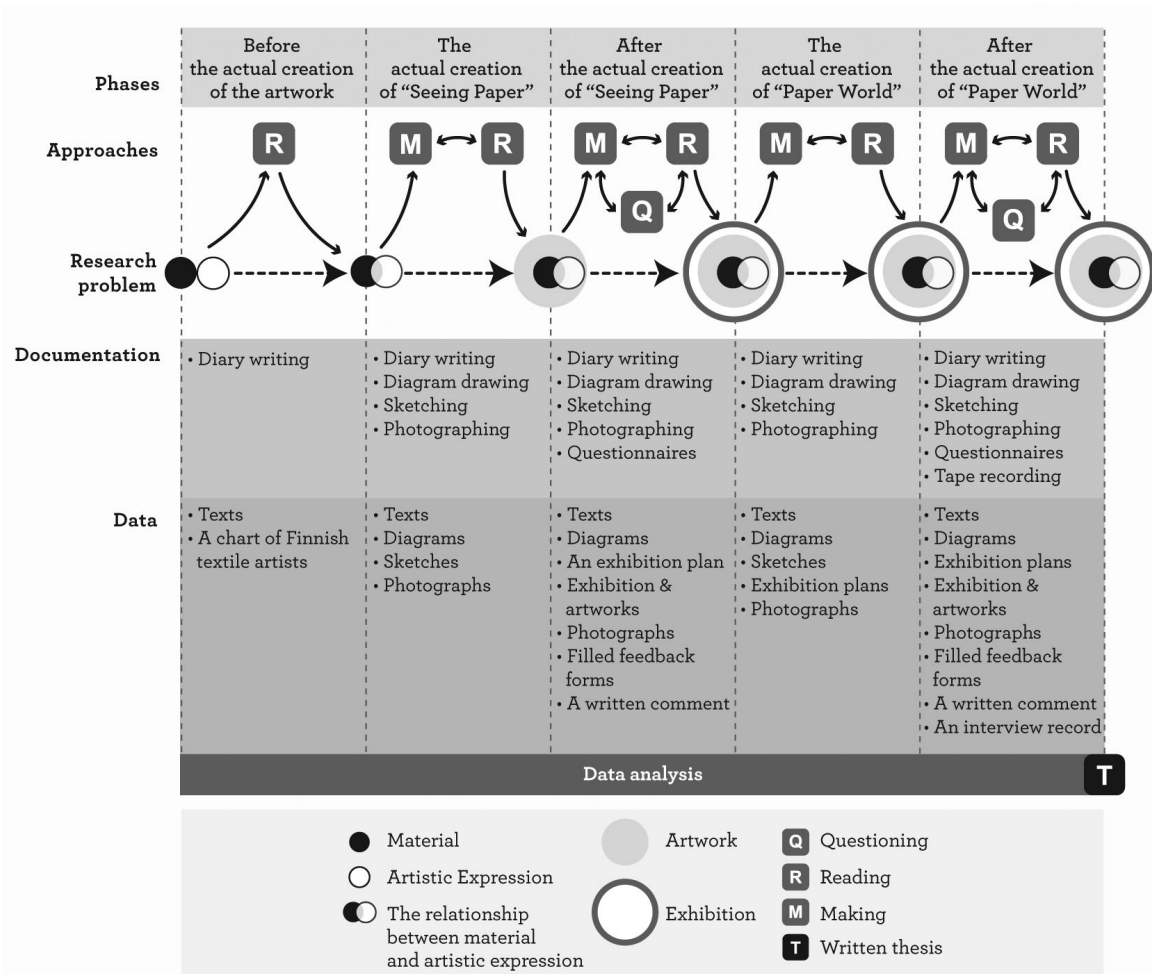 Phases
Before
the actual creation
of the artwork
The
actual creation
of “Seeing Paper”
After
the actual creation
of “Seeing Paper”
The
actual creation
of “Paper World”
After
the actual creation
of “Paper World”
Approaches
R
M R
M R
Q
M R
M R
Q
Research
problem
Documentation
• Diary writing
• Diary writing
• Diagram drawing
• Sketching
• Photographing
• Diary writing
• Diagram drawing
• Sketching
• Photographing
• Questionnaires
• Diary writing
• Diagram drawing
• Sketching
• Photographing
• Diary writing
• Diagram drawing
• Sketching
• Photographing
• Questionnaires
• Tape recording
Data
• Texts
• A chart of Finnish
textile artists
• Texts
• Diagrams
• Sketches
• Photographs
• Texts
• Diagrams
• An exhibition plan
• Exhibition &
artworks
• Photographs
• Filled feedback
forms
• A written comment
• Texts
• Diagrams
• Sketches
• Exhibition plans
• Photographs
• Texts
• Diagrams
• Exhibition plans
• Exhibition &
artworks
• Photographs
• Filled feedback
forms
• A written comment
• An interview record
Data analysis
T
Material
Artistic Expression
The relationship
between material
and artistic expression
Artwork
Exhibition
Q Questioning
R Reading
M Making
T Written thesis